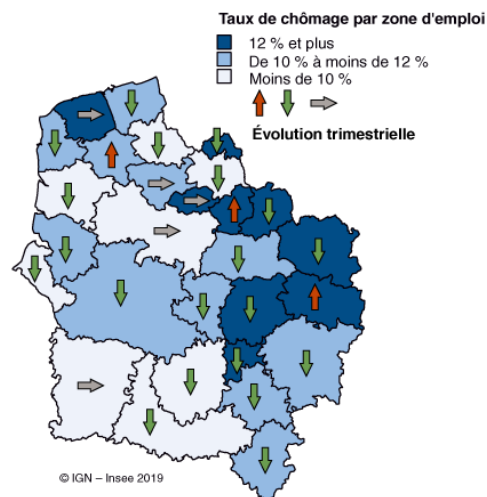 Taux de chômage par zone d'emploi
12 % et plus
De 10 % à moins de 12 %
Moins de 10 %
Évolution trimestrielle
© IGN – Insee 2019